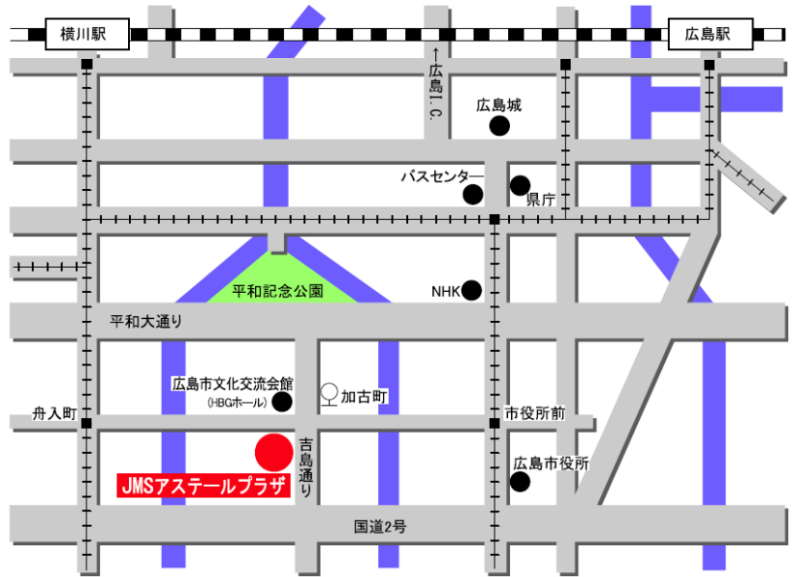 横川駅
広島駅
←広島I.C.
広島城
バスセンター
県庁
平和記念公園
NHK
平和大通り
広島市文化交流会館
(HBGホール)
加古町
舟入町
市役所前
吉島通り
広島市役所
JMSアステールプラザ
国道2号